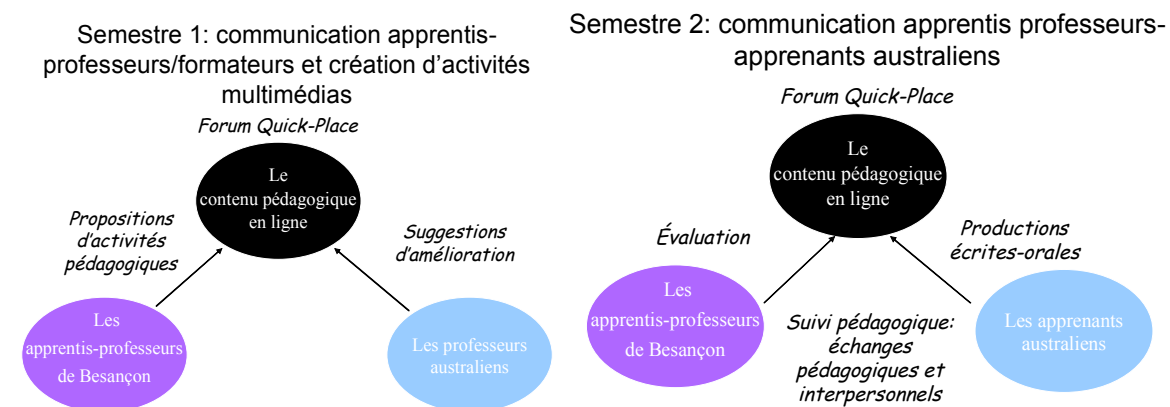 Semestre 1: communication apprentis-
professeurs/formateurs et création d'activités
multimédias
Forum Quick-Place
Le
contenu pédagogique
en ligne
Propositions
d'activités
pédagogiques
Suggestions
d'amélioration
Les
apprentis-professeurs
de Besançon
Les professeurs
australiens
Semestre 2: communication apprentis professeurs-
apprenants australiens
Forum Quick-Place
Le
contenu pédagogique
en ligne
Évaluation
Productions
écrites-orales
Les
apprentis-professeurs
de Besançon
Suivi pédagogique:
échanges
pédagogiques et
interpersonnels
Les apprenants
australiens